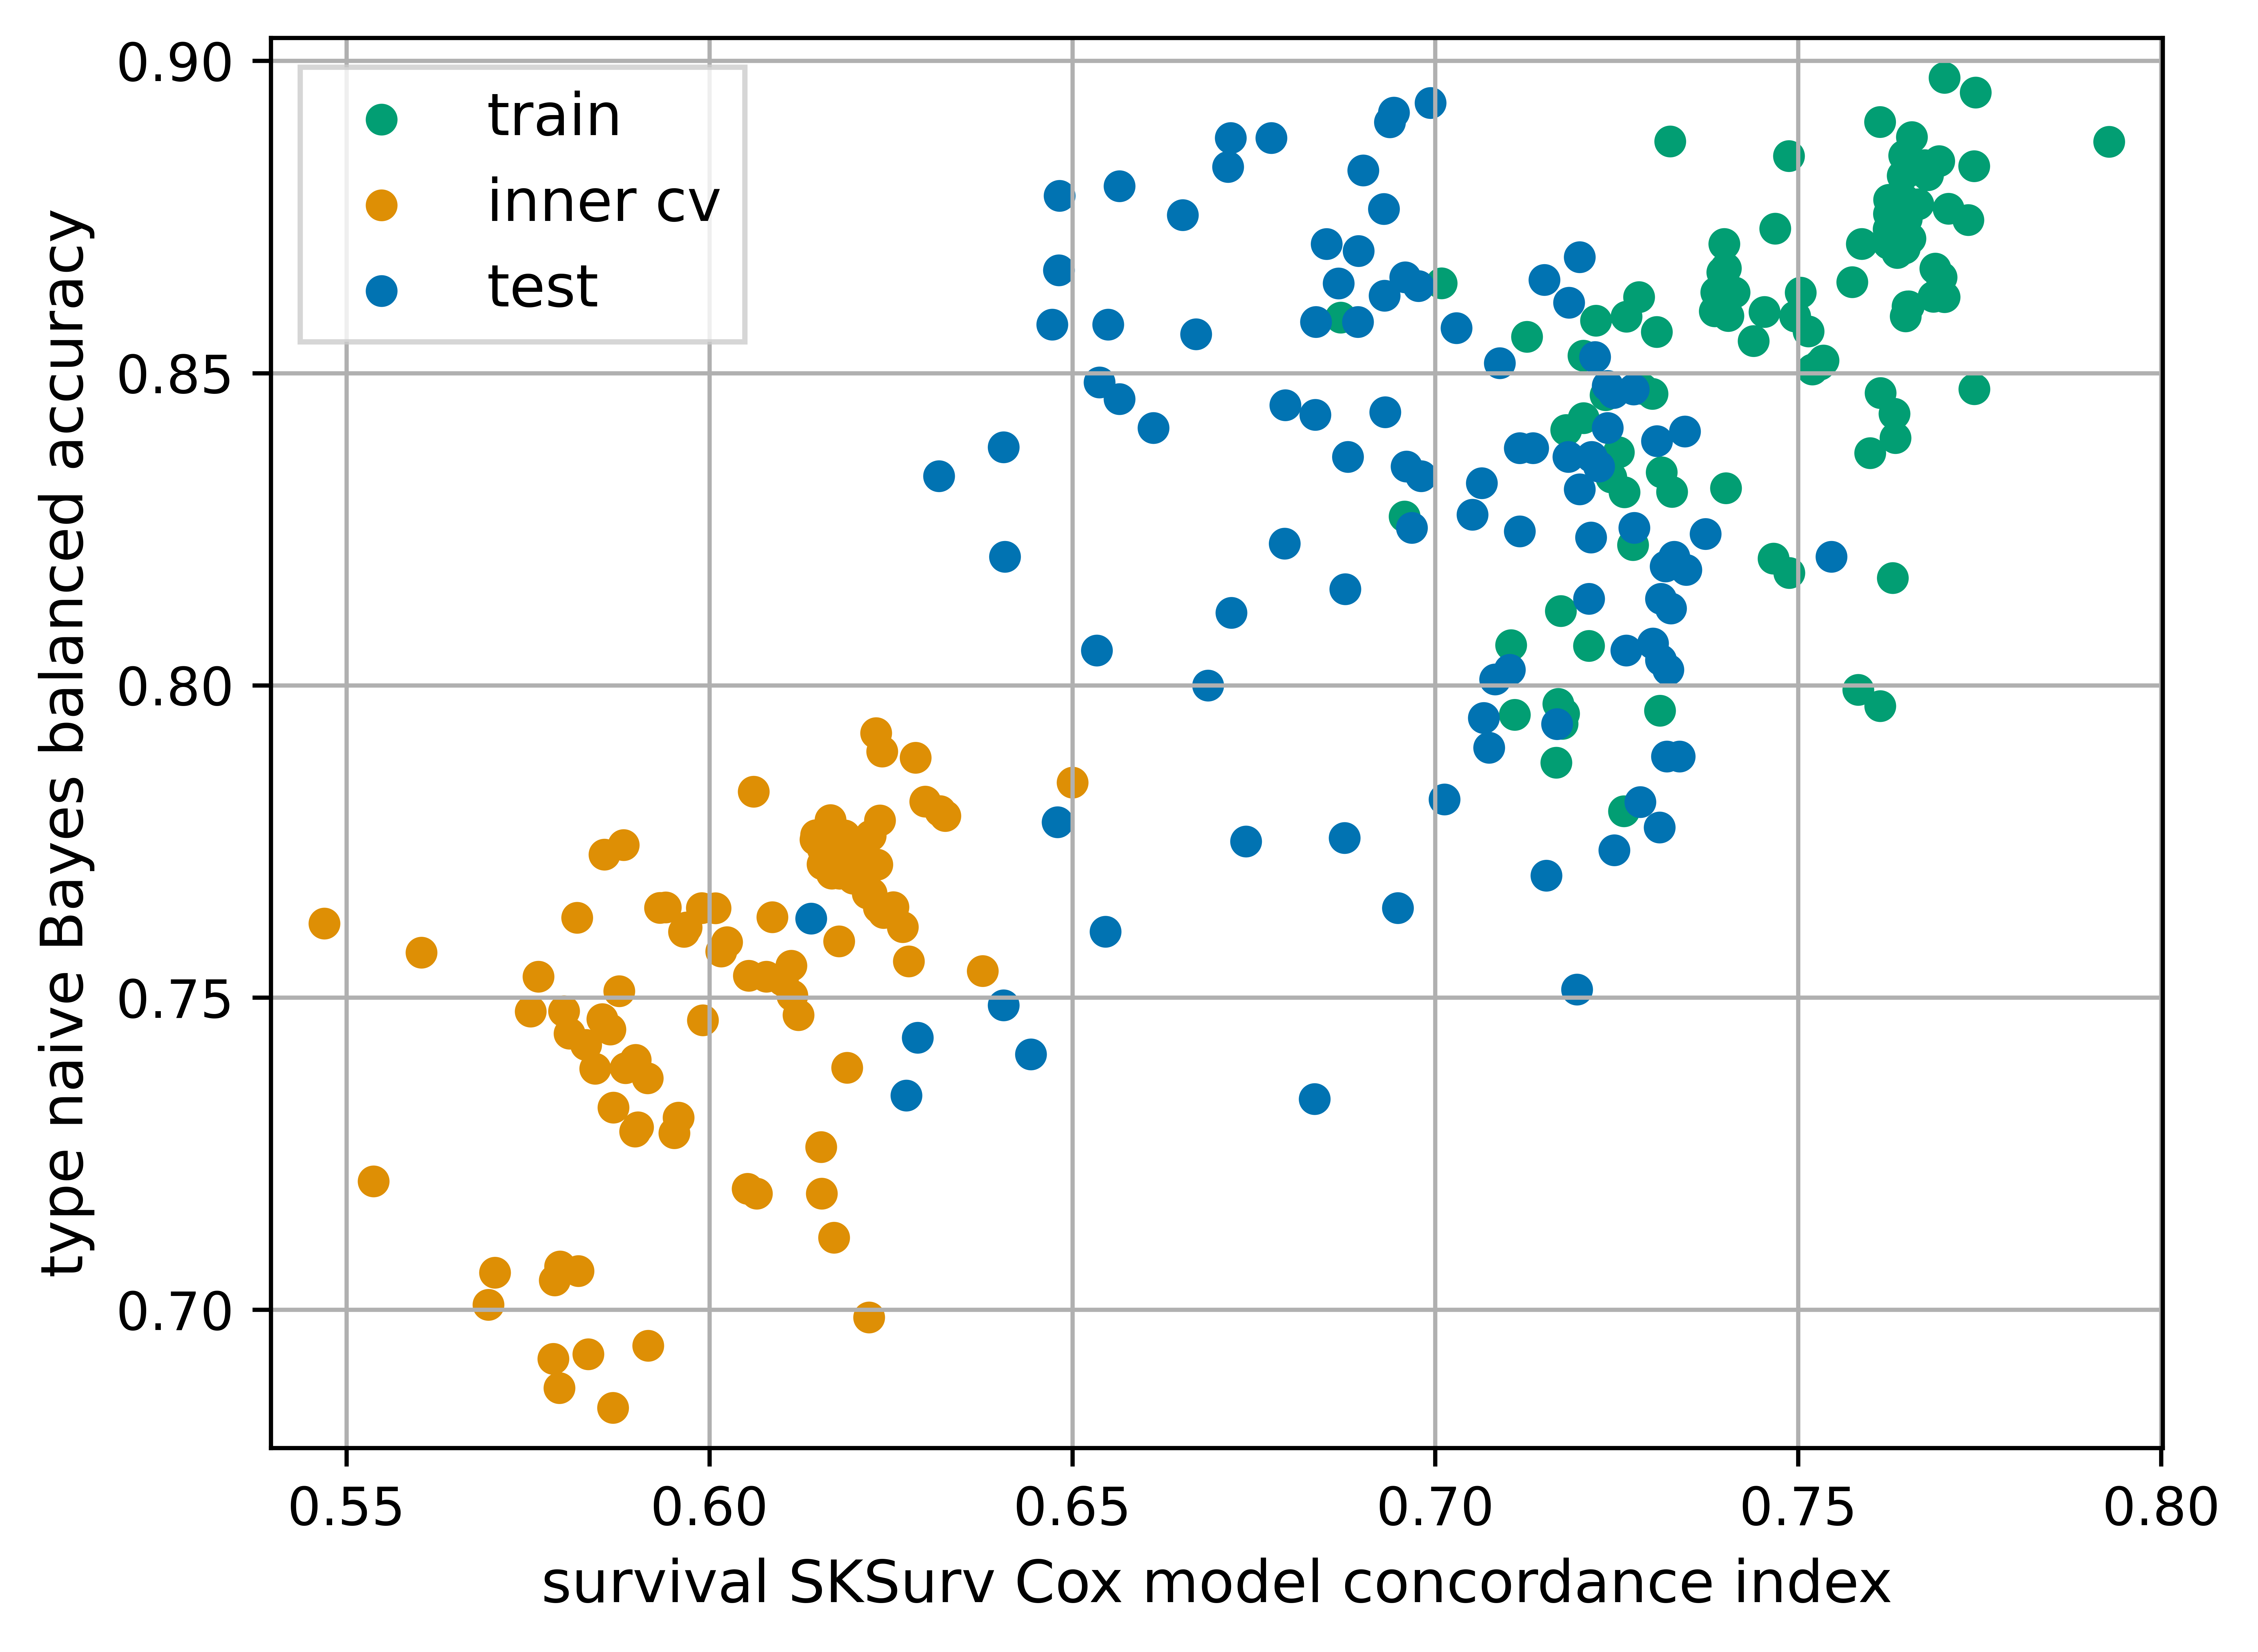 train
inner cv
test
type naive Bayes balanced accuracy
0.90
0.85
0.80
0.75
0.70
0.55 0.60 0.65 0.70 0.75 0.80
survival SKSurv Cox model concordance index